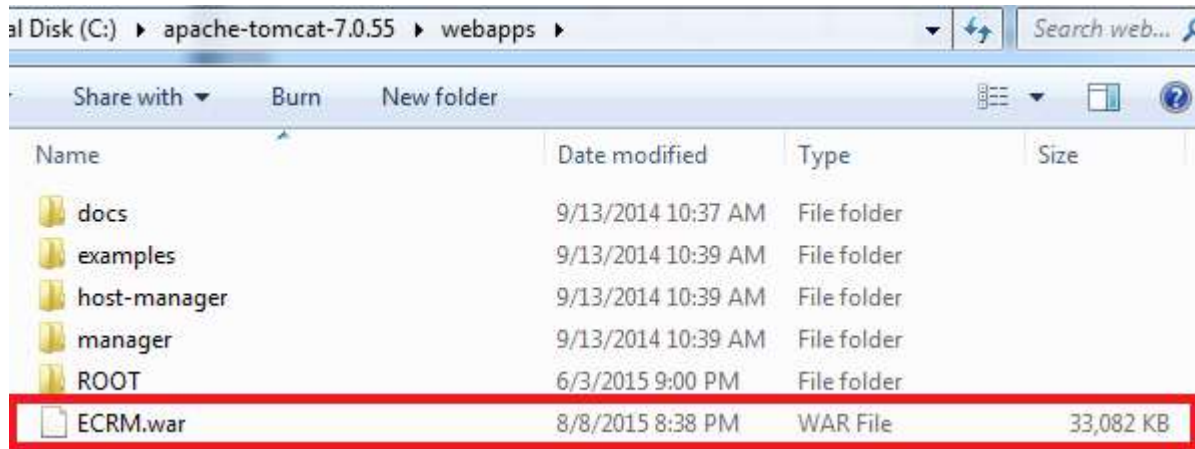 al Disk (C:) ▸ apache-tomcat-7.0.55 ▸ webapps ▸ Search web...
Share with Burn New folder
Name Date modified Type Size
docs 9/13/2014 10:37 AM File folder
examples 9/13/2014 10:39 AM File folder
host-manager 9/13/2014 10:39 AM File folder
manager 9/13/2014 10:39 AM File folder
ROOT 6/3/2015 9:00 PM File folder
ECRM.war 8/8/2015 8:38 PM WAR File 33,082 KB